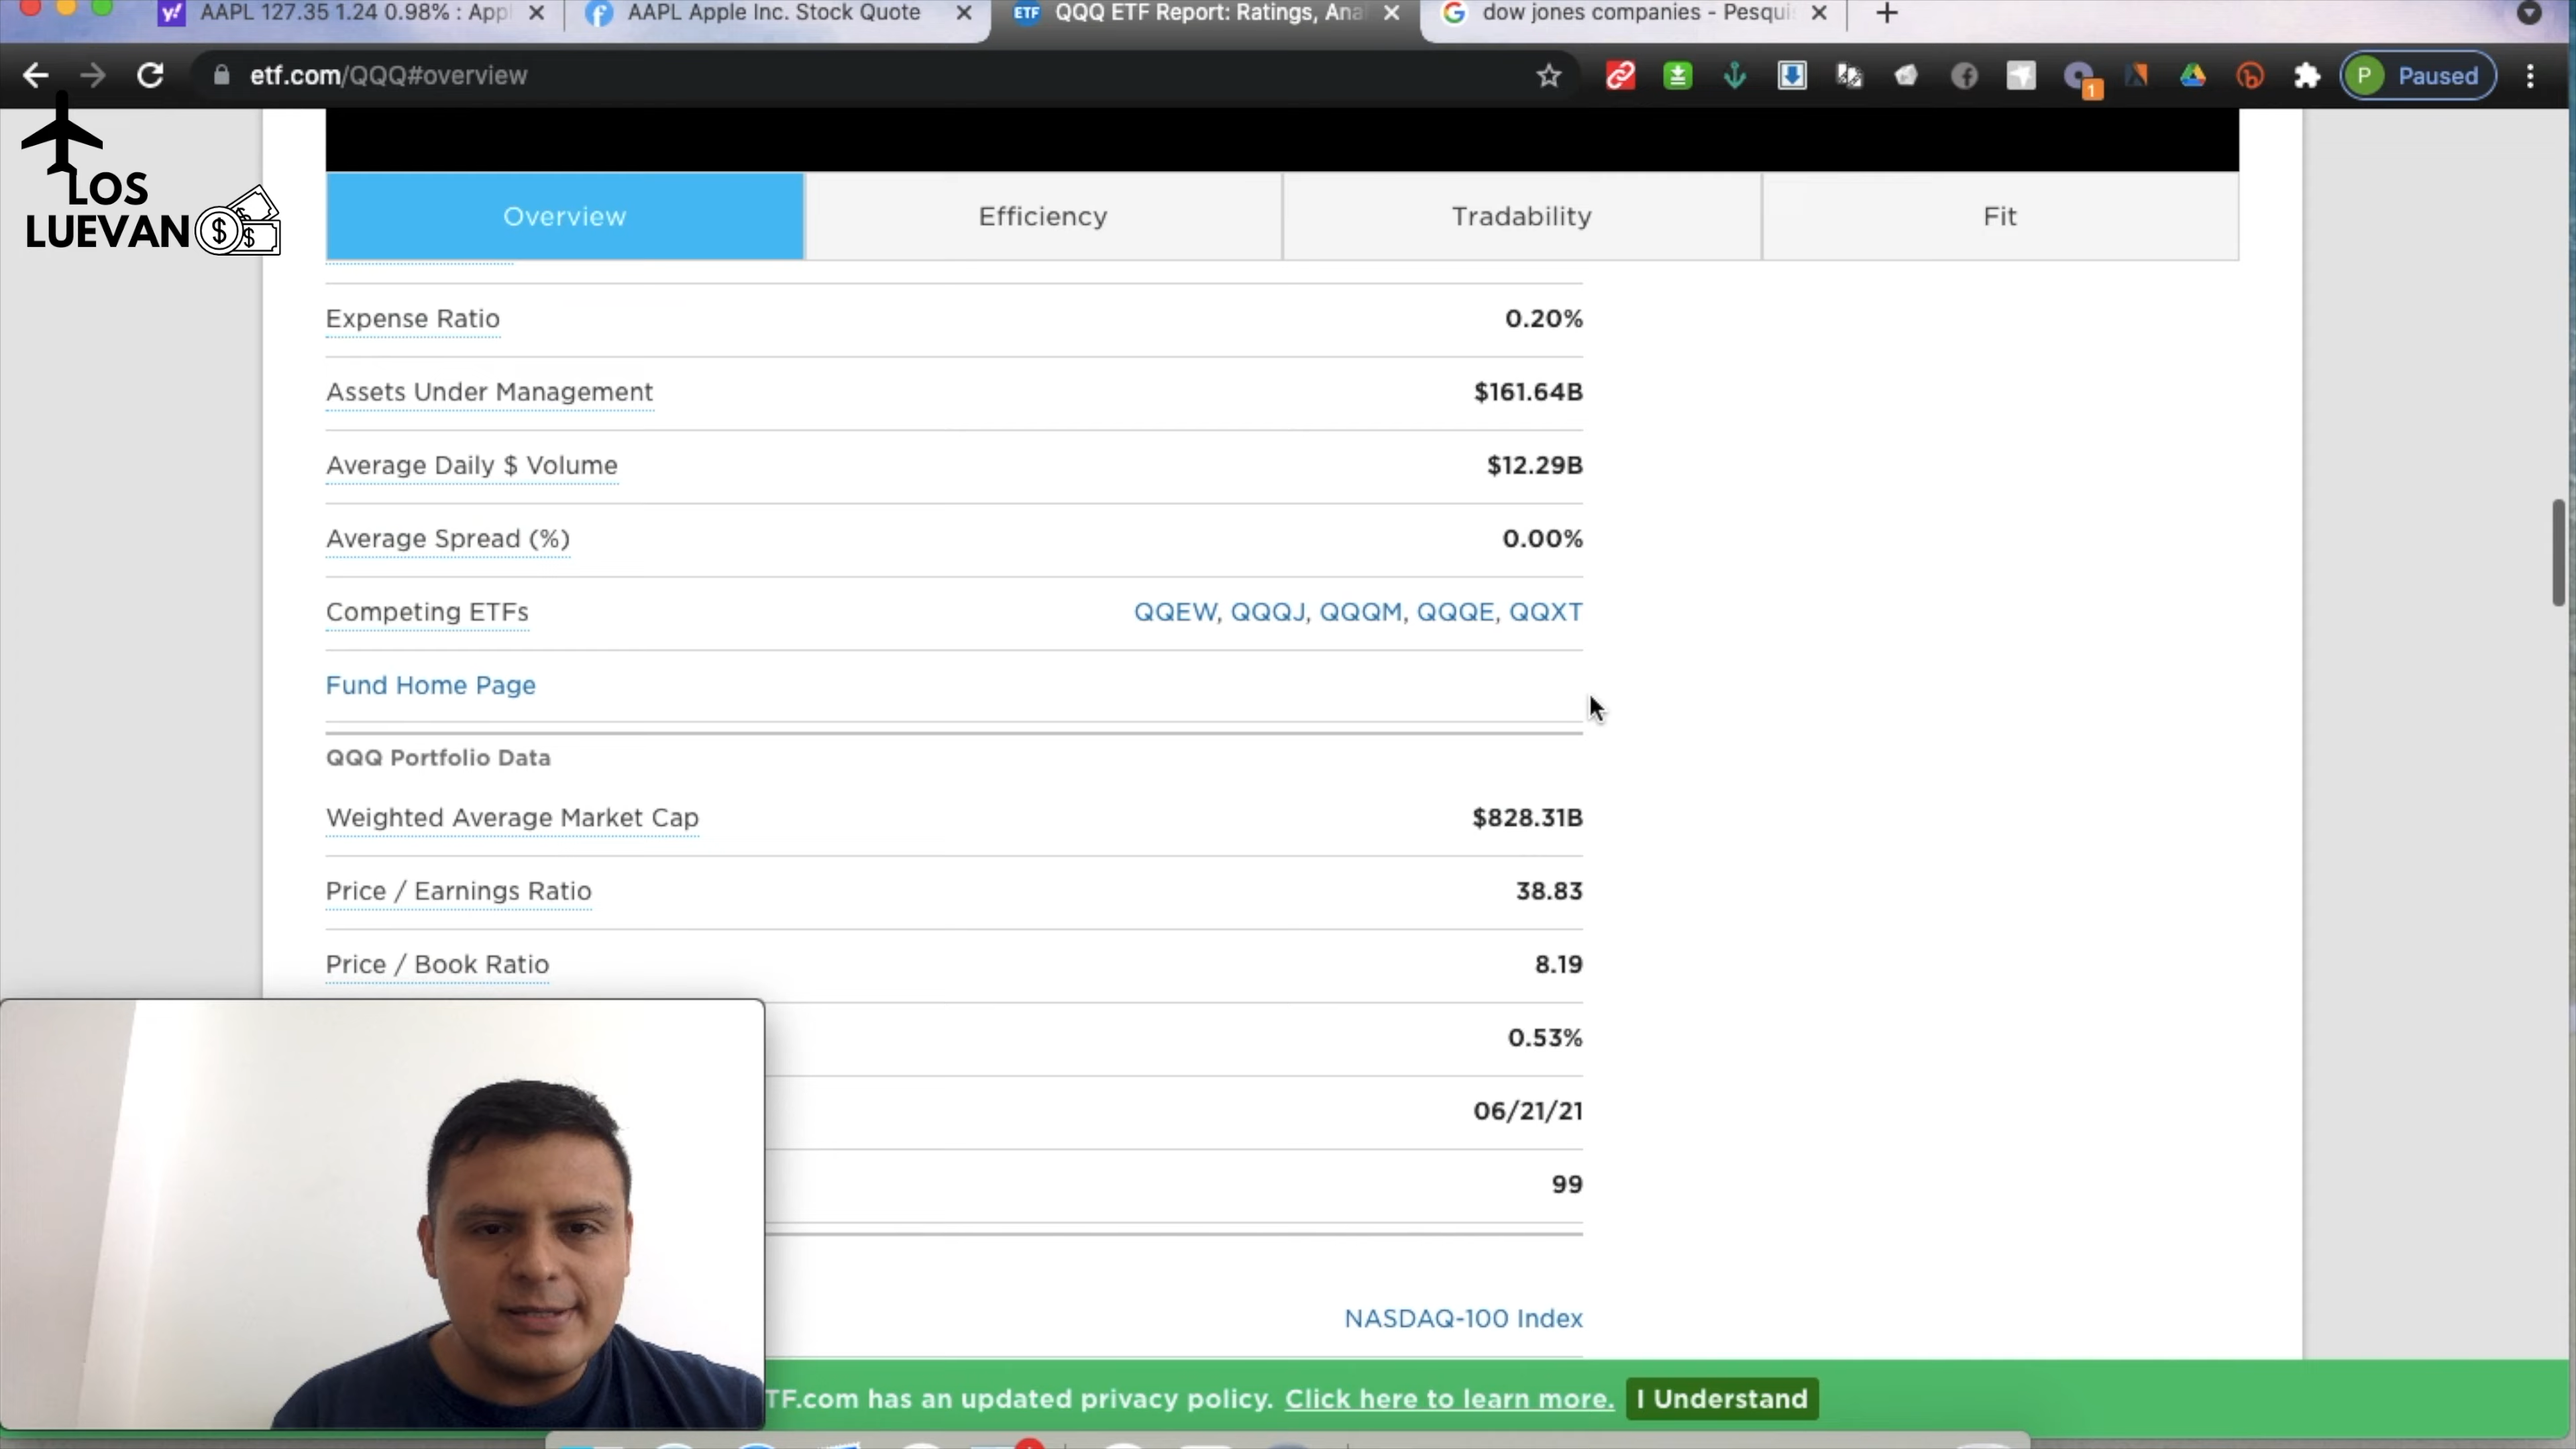 AAPL 127.35 1.24 0.98% : Appl
AAPL Apple Inc. Stock Quote
ETF QQQ ETF Report: Ratings, Ana
dow jones companies - Pesqui
etf.com/QQQ#overview
1
P Paused
LOS
LUEVAN
Overview
Efficiency
Tradability
Fit
Expense Ratio 0.20%
Assets Under Management $161.64B
Average Daily $ Volume $12.29B
Average Spread (%) 0.00%
Competing ETFs QQEW, QQQJ, QQQM, QQQE, QQXT
Fund Home Page
QQQ Portfolio Data
Weighted Average Market Cap $828.31B
Price / Earnings Ratio 38.83
Price / Book Ratio 8.19
0.53%
06/21/21
99
NASDAQ-100 Index
TF.com has an updated privacy policy. Click here to learn more. I Understand